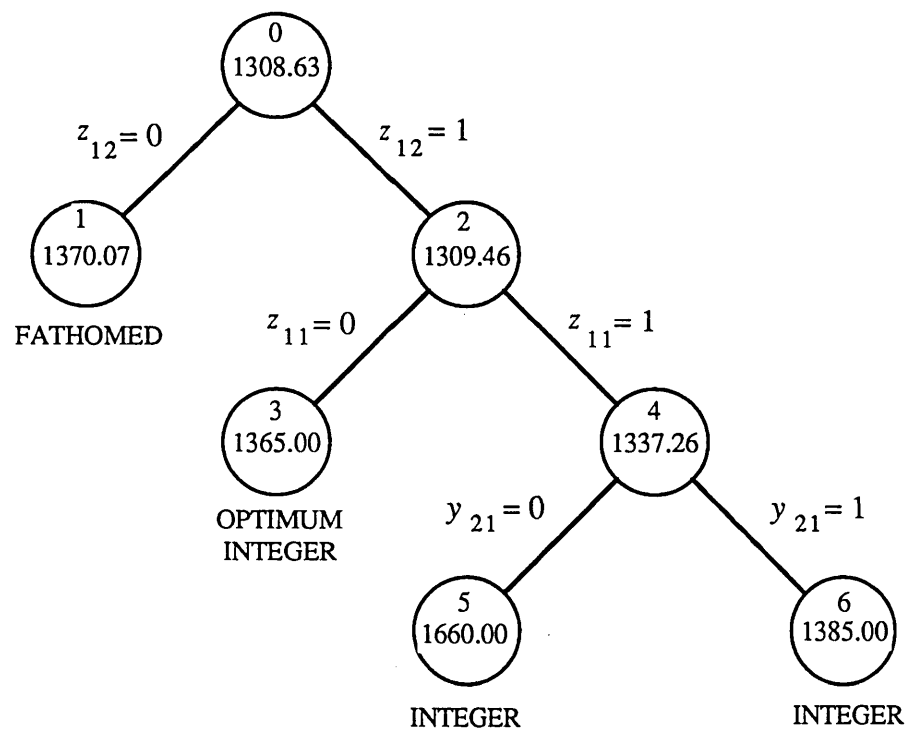 0
1308.63
z12 = 0
z12 = 1
1
1370.07
FATHOMED
2
1309.46
z11 = 0
z11 = 1
3
1365.00
OPTIMUM
INTEGER
4
1337.26
y21 = 0
y21 = 1
5
1660.00
INTEGER
6
1385.00
INTEGER